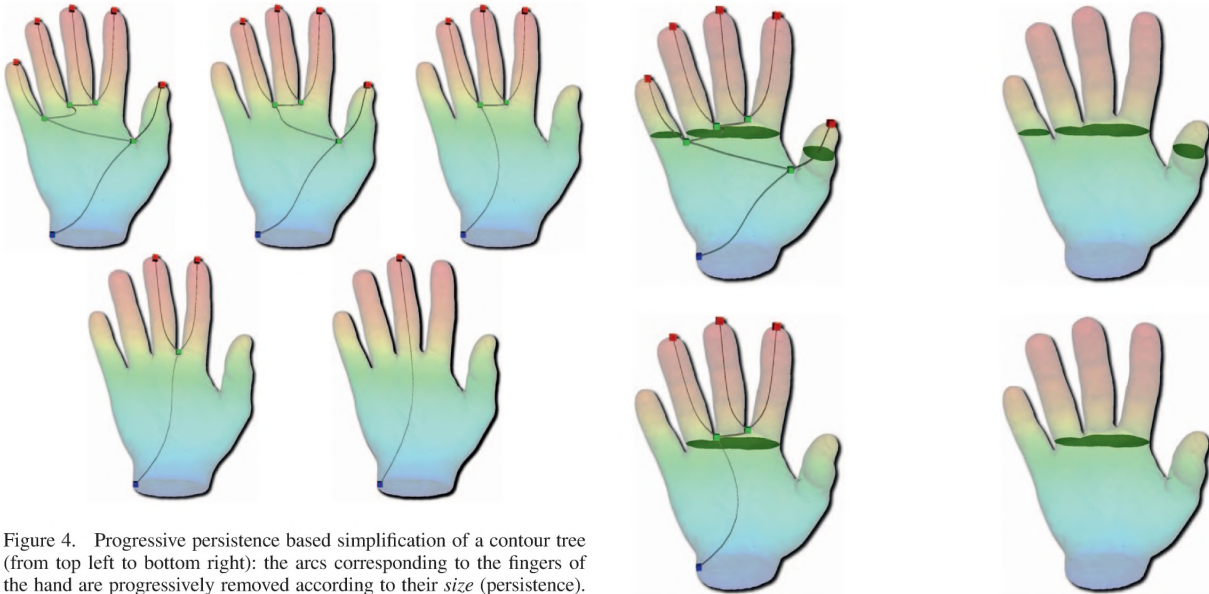 Figure 4. Progressive persistence based simplification of a contour tree
(from top left to bottom right): the arcs corresponding to the fingers of
the hand are progressively removed according to their size (persistence).